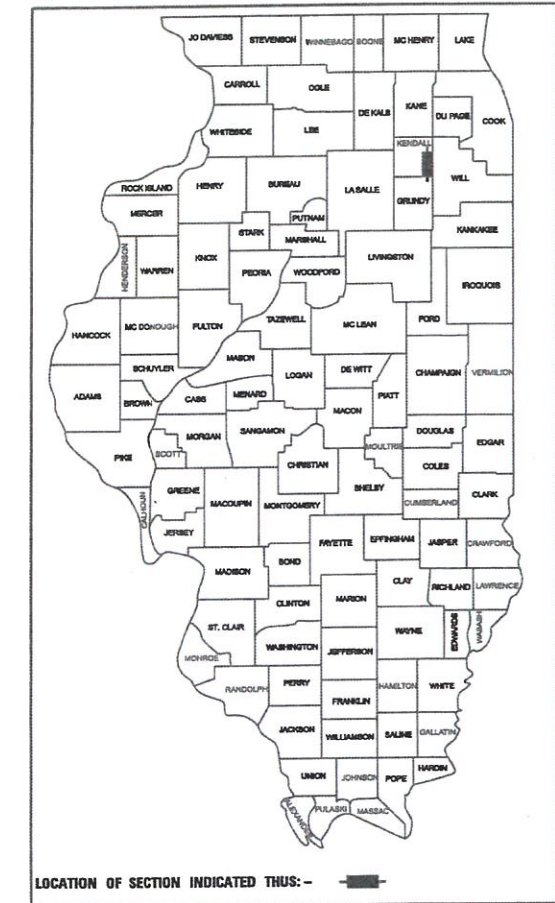 JO DAVIESS STEVENSON WINNEBAGO BOONE MC HENRY LAKE
CARROLL OGLE DE KALB KANE DU PAGE COOK
WHITESIDE LEE KENDALL
ROCK ISLAND HENRY BUREAU LA SALLE GRUNDY WILL
MERCER PUTNAM KANKAKEE
HENDERSON WARREN KNOX STARK MARSHALL LIVINGSTON IROQUOIS
PEORIA WOODFORD
HANCOCK MC DONOUGH FULTON TAZEWELL MC LEAN FORD
SCHUYLER MASON LOGAN DE WITT CHAMPAIGN VERMILION
ADAMS BROWN CASS MENARD MACON PIATT
PIKE SCOTT MORGAN SANGAMON CHRISTIAN MOULTRIE DOUGLAS EDGAR
COLES
CALHOUN GREENE MACOUPIN MONTGOMERY SHELBY CUMBERLAND CLARK
JERSEY FAYETTE EFFINGHAM JASPER CRAWFORD
MADISON BOND CLAY RICHLAND LAWRENCE
CLINTON MARION
ST. CLAIR WASHINGTON JEFFERSON WAYNE EDWARDS WABASH
MONROE
RANDOLPH PERRY FRANKLIN HAMILTON WHITE
JACKSON WILLIAMSON SALINE GALLATIN
UNION JOHNSON POPE HARDIN
ALEXANDER PULASKI MASSAC
LOCATION OF SECTION INDICATED THUS: -